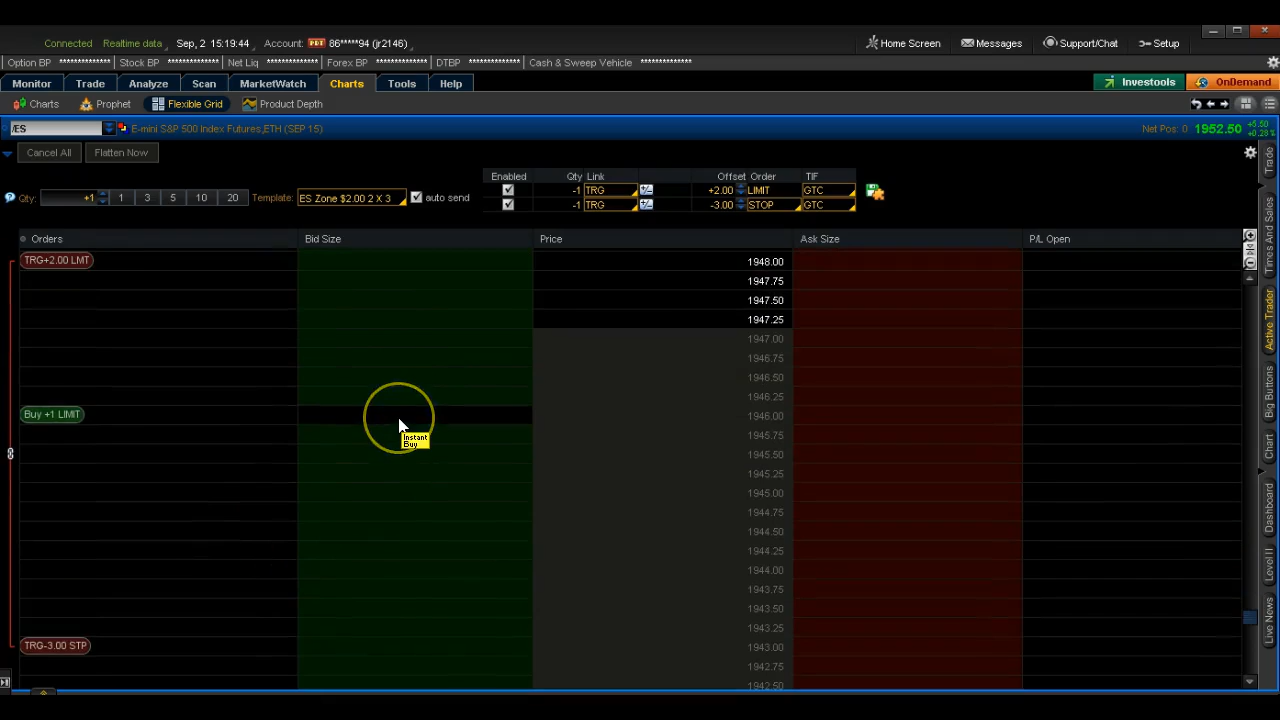 Connected Realtime data Sep, 2 15:19:44 Account: PDT 86*****94 (jr2146) Home Screen Messages Support/Chat Setup
Option BP ************** Stock BP ************** Net Liq ************** Forex BP ************** DTBP ************** Cash & Sweep Vehicle **************
Monitor Trade Analyze Scan MarketWatch Charts Tools Help Investools OnDemand
Charts Prophet Flexible Grid Product Depth
/ES E-mini S&P 500 Index Futures,ETH (SEP 15) Net Pos: 0 1952.50 +5.50 +0.28%
Cancel All Flatten Now
Enabled Qty Link Offset Order TIF
-1 TRG +/- +2.00 LIMIT GTC
Qty: +1 1 3 5 10 20 Template: ES Zone $2.00 2 X 3 auto send
-1 TRG +/- -3.00 STOP GTC
Orders Bid Size Price Ask Size P/L Open
TRG+2.00 LMT 1948.00
1947.75
1947.50
1947.25
1947.00
1946.75
1946.50
1946.25
Buy +1 LIMIT 1946.00
Instant
Buy
1945.75
1945.50
1945.25
1945.00
1944.75
1944.50
1944.25
1944.00
1943.75
1943.50
1943.25
TRG-3.00 STP 1943.00
1942.75
1942.50
Trade
Times And Sales
Active Trader
Big Buttons
Chart
Dashboard
Level II
Live News